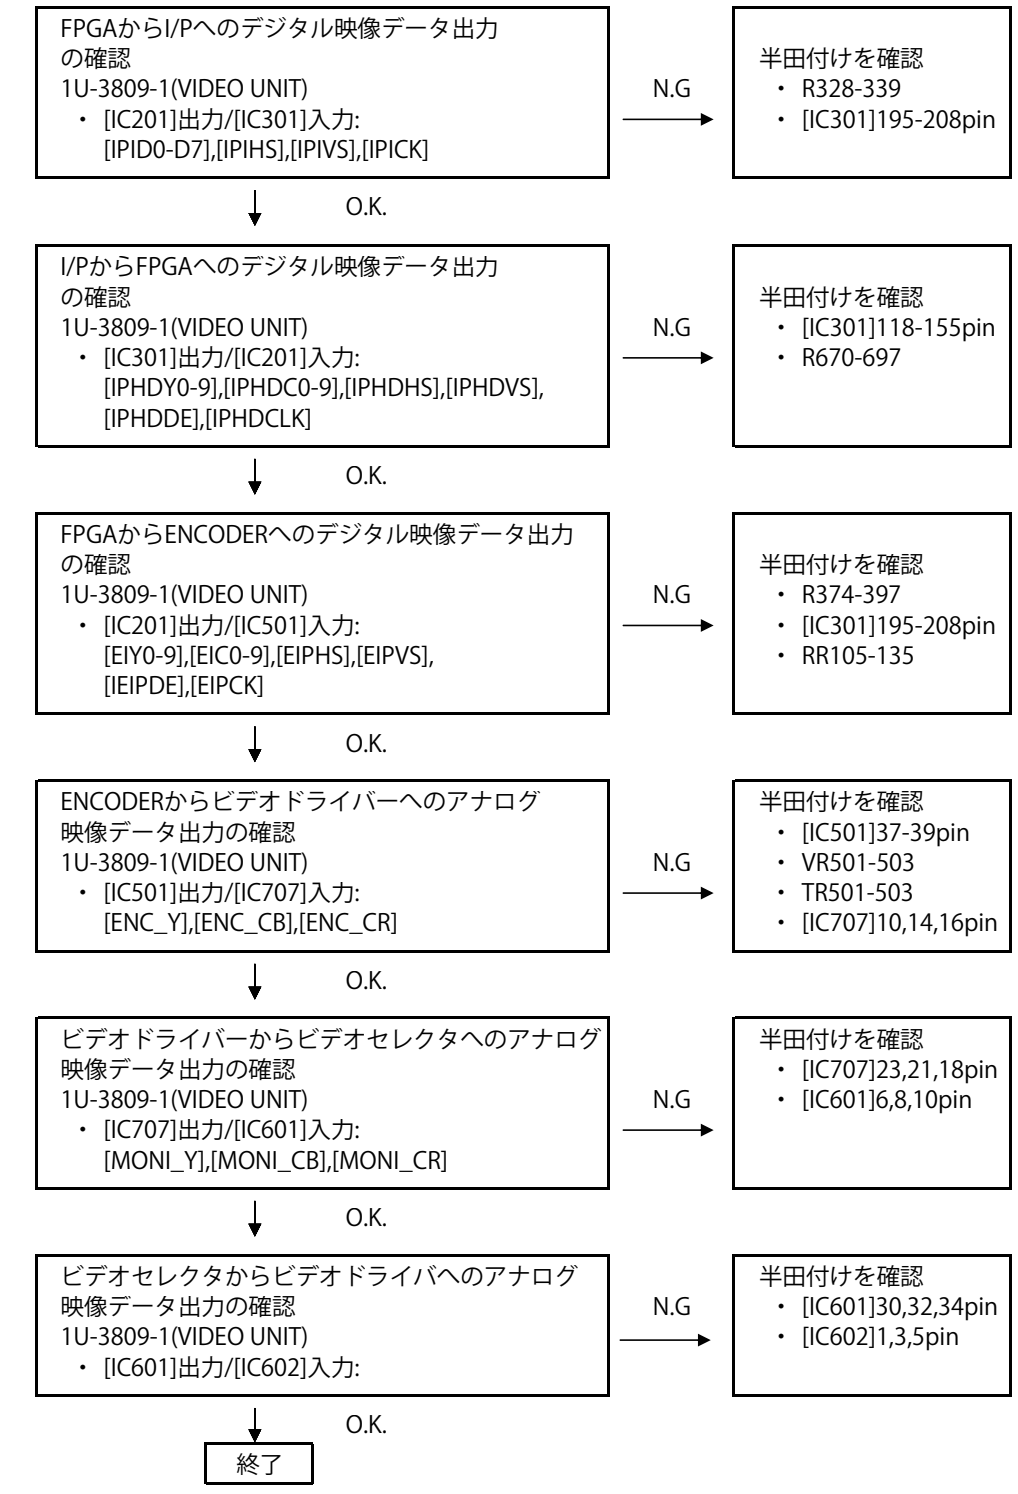 FPGAからI/Pへのデジタル映像データ出力
の確認
1U-3809-1(VIDEO UNIT)
・ [IC201]出力/[IC301]入力:
[IPID0-D7],[IPIHS],[IPIVS],[IPICK]
N.G
半田付けを確認
・ R328-339
・ [IC301]195-208pin
O.K.
I/PからFPGAへのデジタル映像データ出力
の確認
1U-3809-1(VIDEO UNIT)
・ [IC301]出力/[IC201]入力:
[IPHDY0-9],[IPHDC0-9],[IPHDHS],[IPHDVS],
[IPHDDE],[IPHDCLK]
N.G
半田付けを確認
・ [IC301]118-155pin
・ R670-697
O.K.
FPGAからENCODERへのデジタル映像データ出力
の確認
1U-3809-1(VIDEO UNIT)
・ [IC201]出力/[IC501]入力:
[EIY0-9],[EIC0-9],[EIPHS],[EIPVS],
[IEIPDE],[EIPCK]
N.G
半田付けを確認
・ R374-397
・ [IC301]195-208pin
・ RR105-135
O.K.
ENCODERからビデオドライバーへのアナログ
映像データ出力の確認
1U-3809-1(VIDEO UNIT)
・ [IC501]出力/[IC707]入力:
[ENC_Y],[ENC_CB],[ENC_CR]
N.G
半田付けを確認
・ [IC501]37-39pin
・ VR501-503
・ TR501-503
・ [IC707]10,14,16pin
O.K.
ビデオドライバーからビデオセレクタへのアナログ
映像データ出力の確認
1U-3809-1(VIDEO UNIT)
・ [IC707]出力/[IC601]入力:
[MONI_Y],[MONI_CB],[MONI_CR]
N.G
半田付けを確認
・ [IC707]23,21,18pin
・ [IC601]6,8,10pin
O.K.
ビデオセレクタからビデオドライバへのアナログ
映像データ出力の確認
1U-3809-1(VIDEO UNIT)
・ [IC601]出力/[IC602]入力:
N.G
半田付けを確認
・ [IC601]30,32,34pin
・ [IC602]1,3,5pin
O.K.
終了